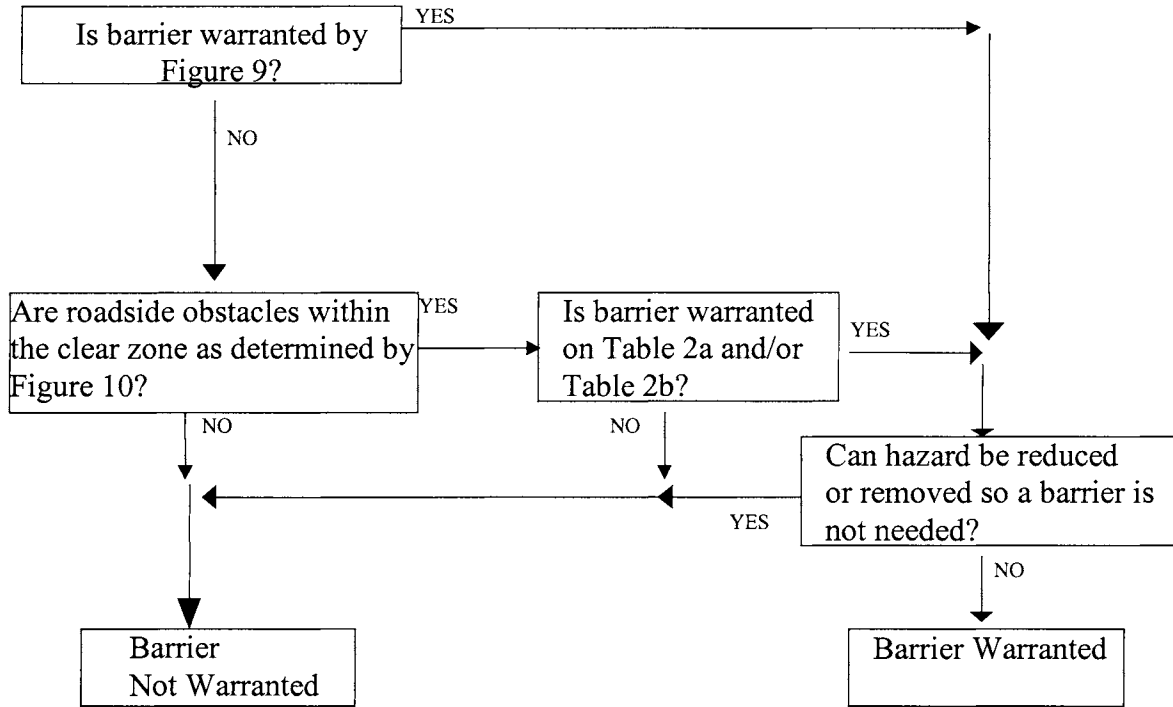 YES
Is barrier warranted by
Figure 9?
NO
Are roadside obstacles within
the clear zone as determined by
Figure 10?
YES
Is barrier warranted
on Table 2a and/or
Table 2b?
YES
NO
NO
Can hazard be reduced
or removed so a barrier is
not needed?
YES
NO
Barrier
Not Warranted
Barrier Warranted